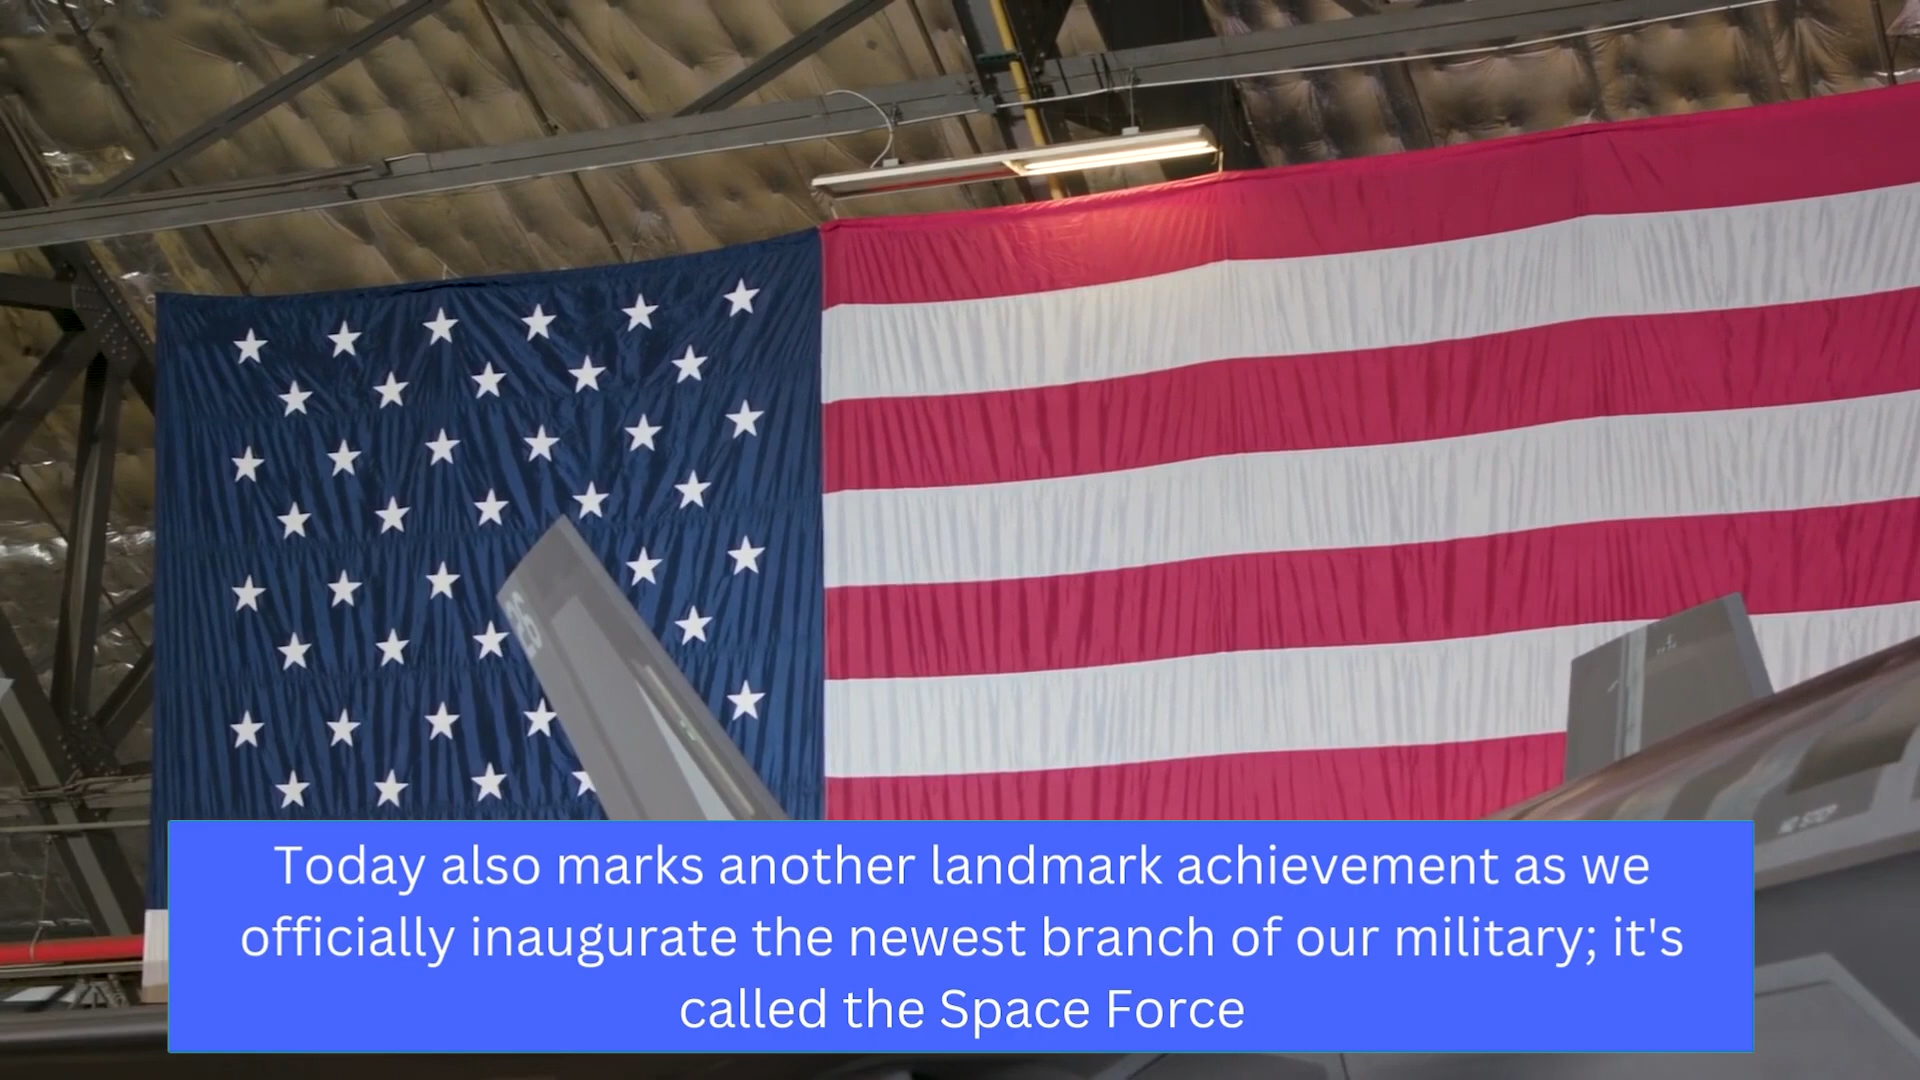 Today also marks another landmark achievement as we
officially inaugurate the newest branch of our military; it's
called the Space Force